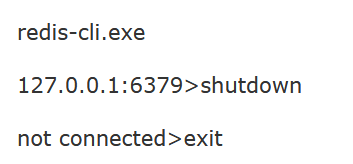 redis-cli.exe
127.0.0.1:6379>shutdown
not connected>exit